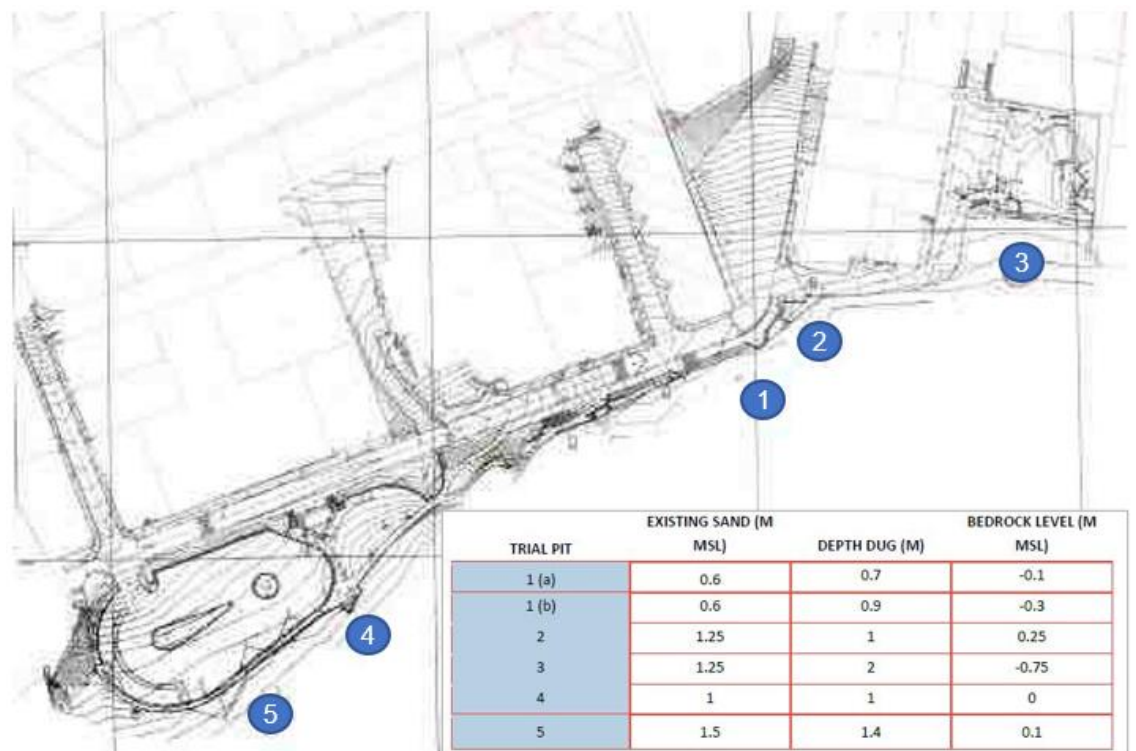 3
2
1
4
5
EXISTING SAND (M BEDROCK LEVEL (M
TRIAL PIT MSL) DEPTH DUG (M) MSL)
1 (a) 0.6 0.7 -0.1
1 (b) 0.6 0.9 -0.3
2 1.25 1 0.25
3 1.25 2 -0.75
4 1 1 0
5 1.5 1.4 0.1